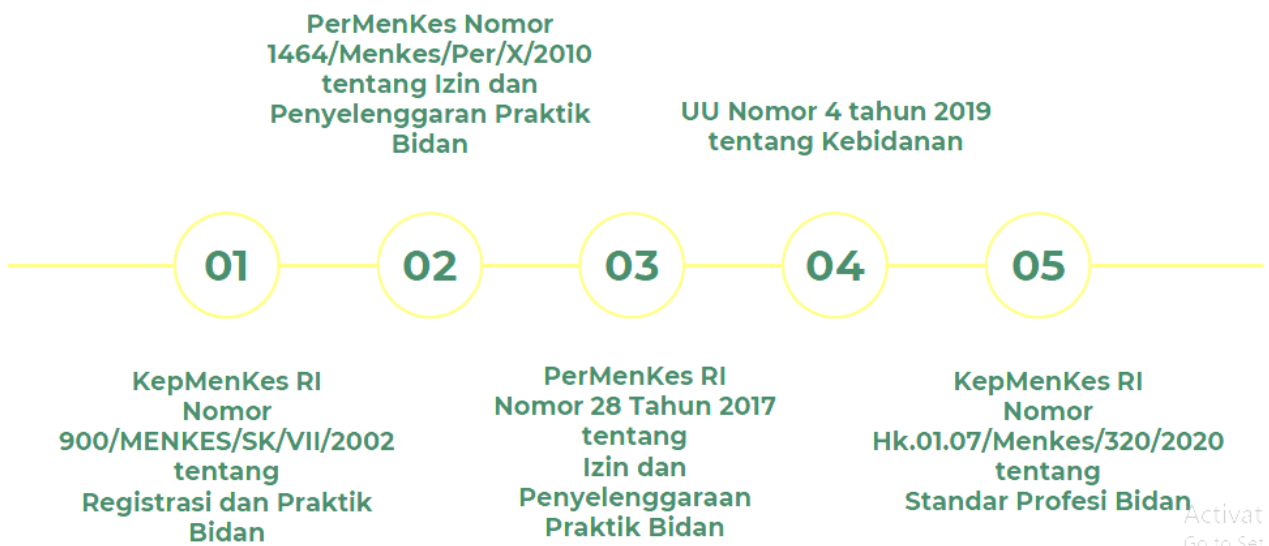 PerMenKes Nomor
1464/Menkes/Per/X/2010
tentang Izin dan
Penyelenggaran Praktik
Bidan
UU Nomor 4 tahun 2019
tentang Kebidanan
01
02
03
04
05
KepMenKes RI
Nomor
900/MENKES/SK/VII/2002
tentang
Registrasi dan Praktik
Bidan
PerMenKes RI
Nomor 28 Tahun 2017
tentang
Izin dan
Penyelenggaraan
Praktik Bidan
KepMenKes RI
Nomor
Hk.01.07/Menkes/320/2020
tentang
Standar Profesi Bidan
Activat
Go to Set